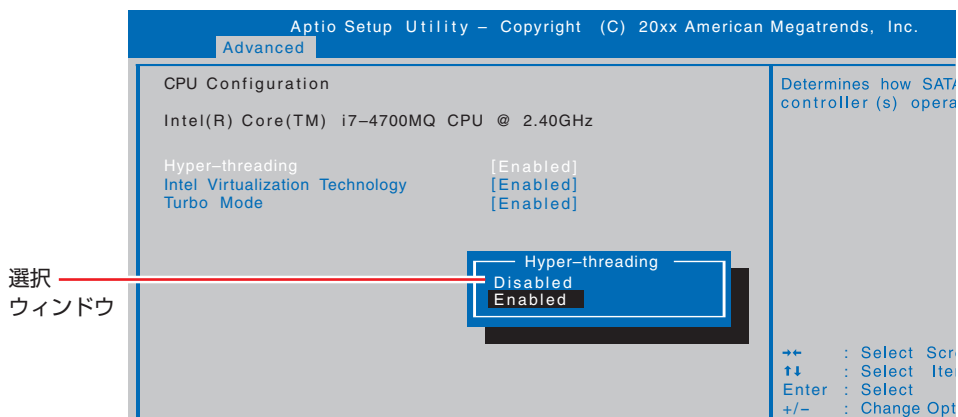 Aptio Setup Utility – Copyright (C) 20xx American Megatrends, Inc.
Advanced
CPU Configuration
Intel(R) Core(TM) i7–4700MQ CPU @ 2.40GHz
Hyper–threading [Enabled]
Intel Virtualization Technology [Enabled]
Turbo Mode [Enabled]
Hyper–threading
Disabled
Enabled
選択
ウィンドウ
Determines how SATA
controller (s) opera
→← : Select Scr
↑↓ : Select Ite
Enter : Select
+/– : Change Opt